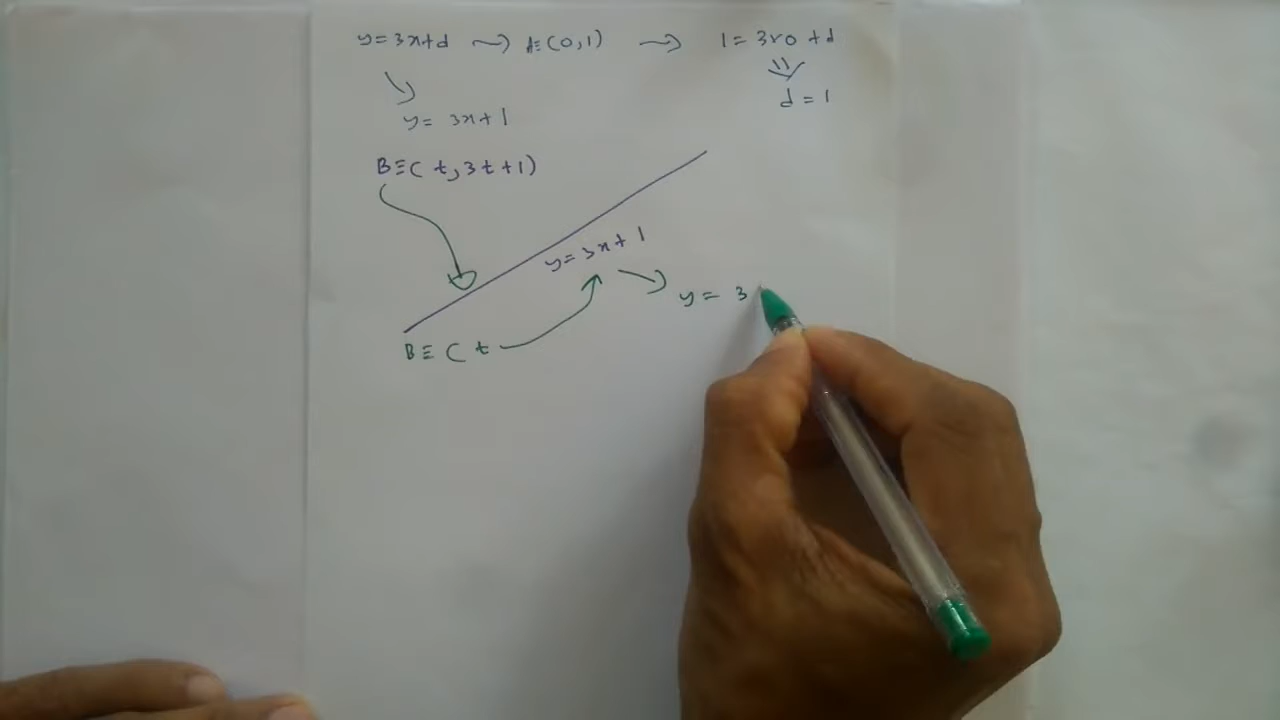 y=3x+d → A≡(0,1) → 1=3×0+d
d=1
y= 3x+1
B≡( t, 3t+1)
y=3x+1
y= 3
B≡( t